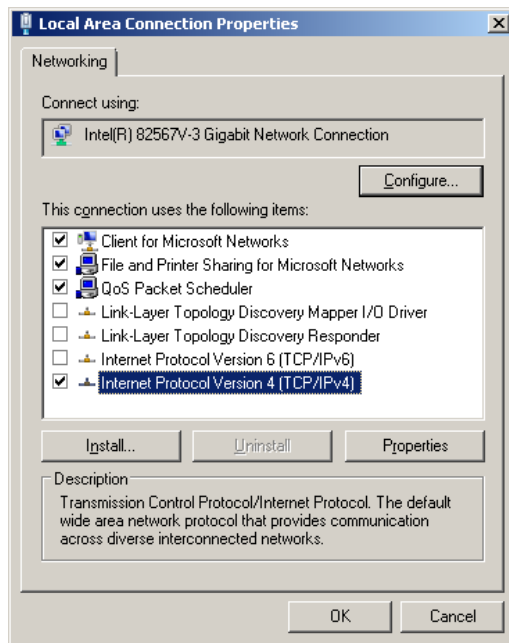 Local Area Connection Properties
Networking
Connect using:
Intel(R) 82567V-3 Gigabit Network Connection
Configure...
This connection uses the following items:
Client for Microsoft Networks
File and Printer Sharing for Microsoft Networks
QoS Packet Scheduler
Link-Layer Topology Discovery Mapper I/O Driver
Link-Layer Topology Discovery Responder
Internet Protocol Version 6 (TCP/IPv6)
Internet Protocol Version 4 (TCP/IPv4)
Install... Uninstall Properties
Description
Transmission Control Protocol/Internet Protocol. The default
wide area network protocol that provides communication
across diverse interconnected networks.
OK Cancel